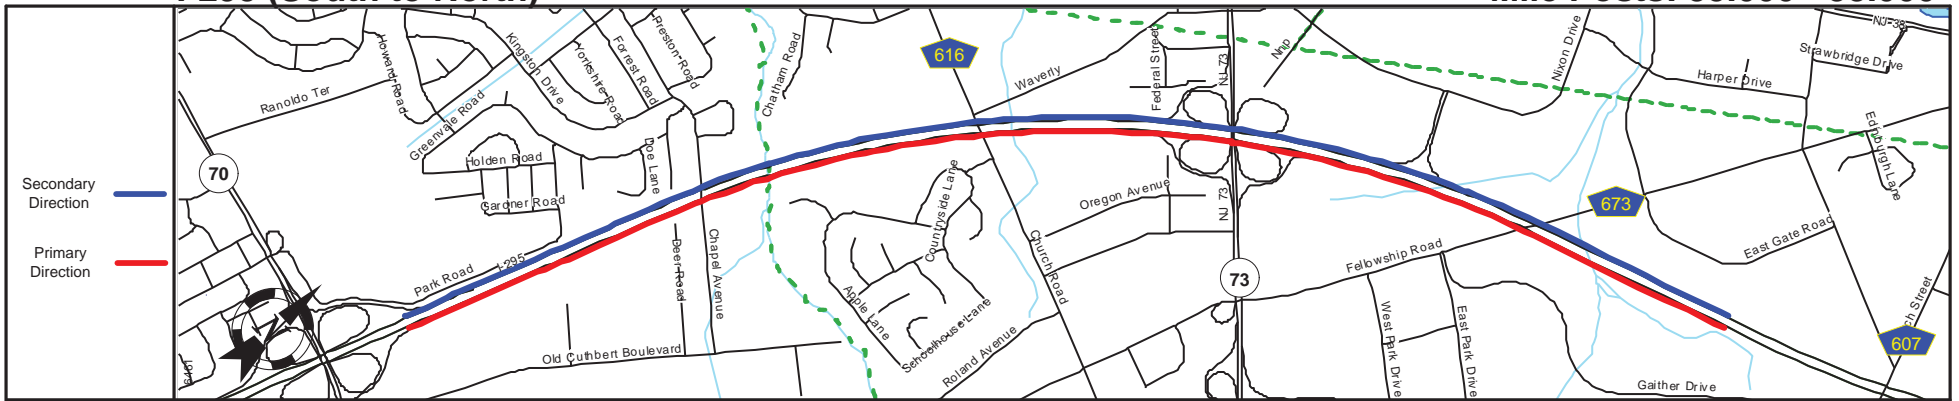 Secondary
Direction
Primary
Direction
70
Ranoldo Ter
Howard Road
Greenvale Road
Kingston Drive
Yorkshire Road
Forest Road
Preston Road
Chatham Road
Holden Road
Gardner Road
Doe Lane
Park Road
I-295
Deer Road
Chapel Avenue
Old Cuthbert Boulevard
616
Waverly
Federal Street
NJ 73
Countryside Lane
Apple Lane
Schoolhouse Lane
Roland Avenue
Church Road
Oregon Avenue
NJ 73
73
Nixon Drive
Harper Drive
Strawbridge Drive
NJ-38
Edinburgh Lane
673
East Gate Road
Fellowship Road
West Park Drive
East Park Drive
Gaither Drive
607